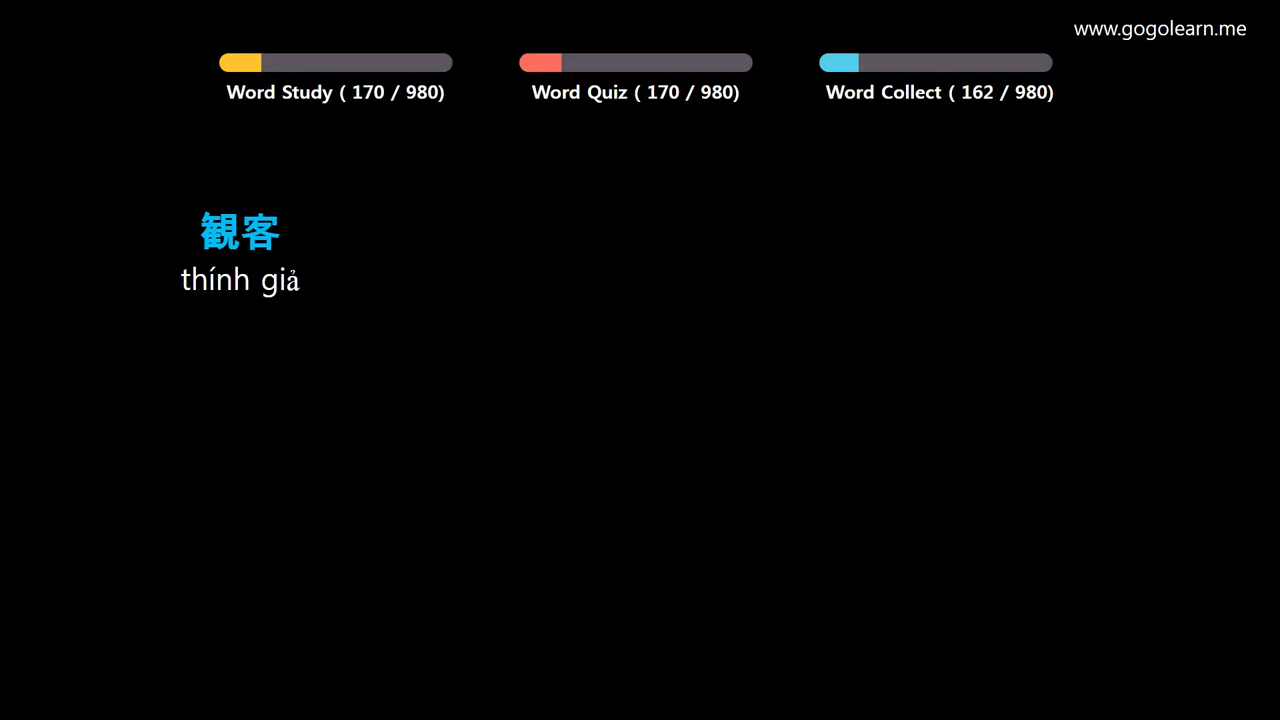 www.gogolearn.me
Word Study ( 170 / 980)
Word Quiz ( 170 / 980)
Word Collect ( 162 / 980)
観客
thính giả